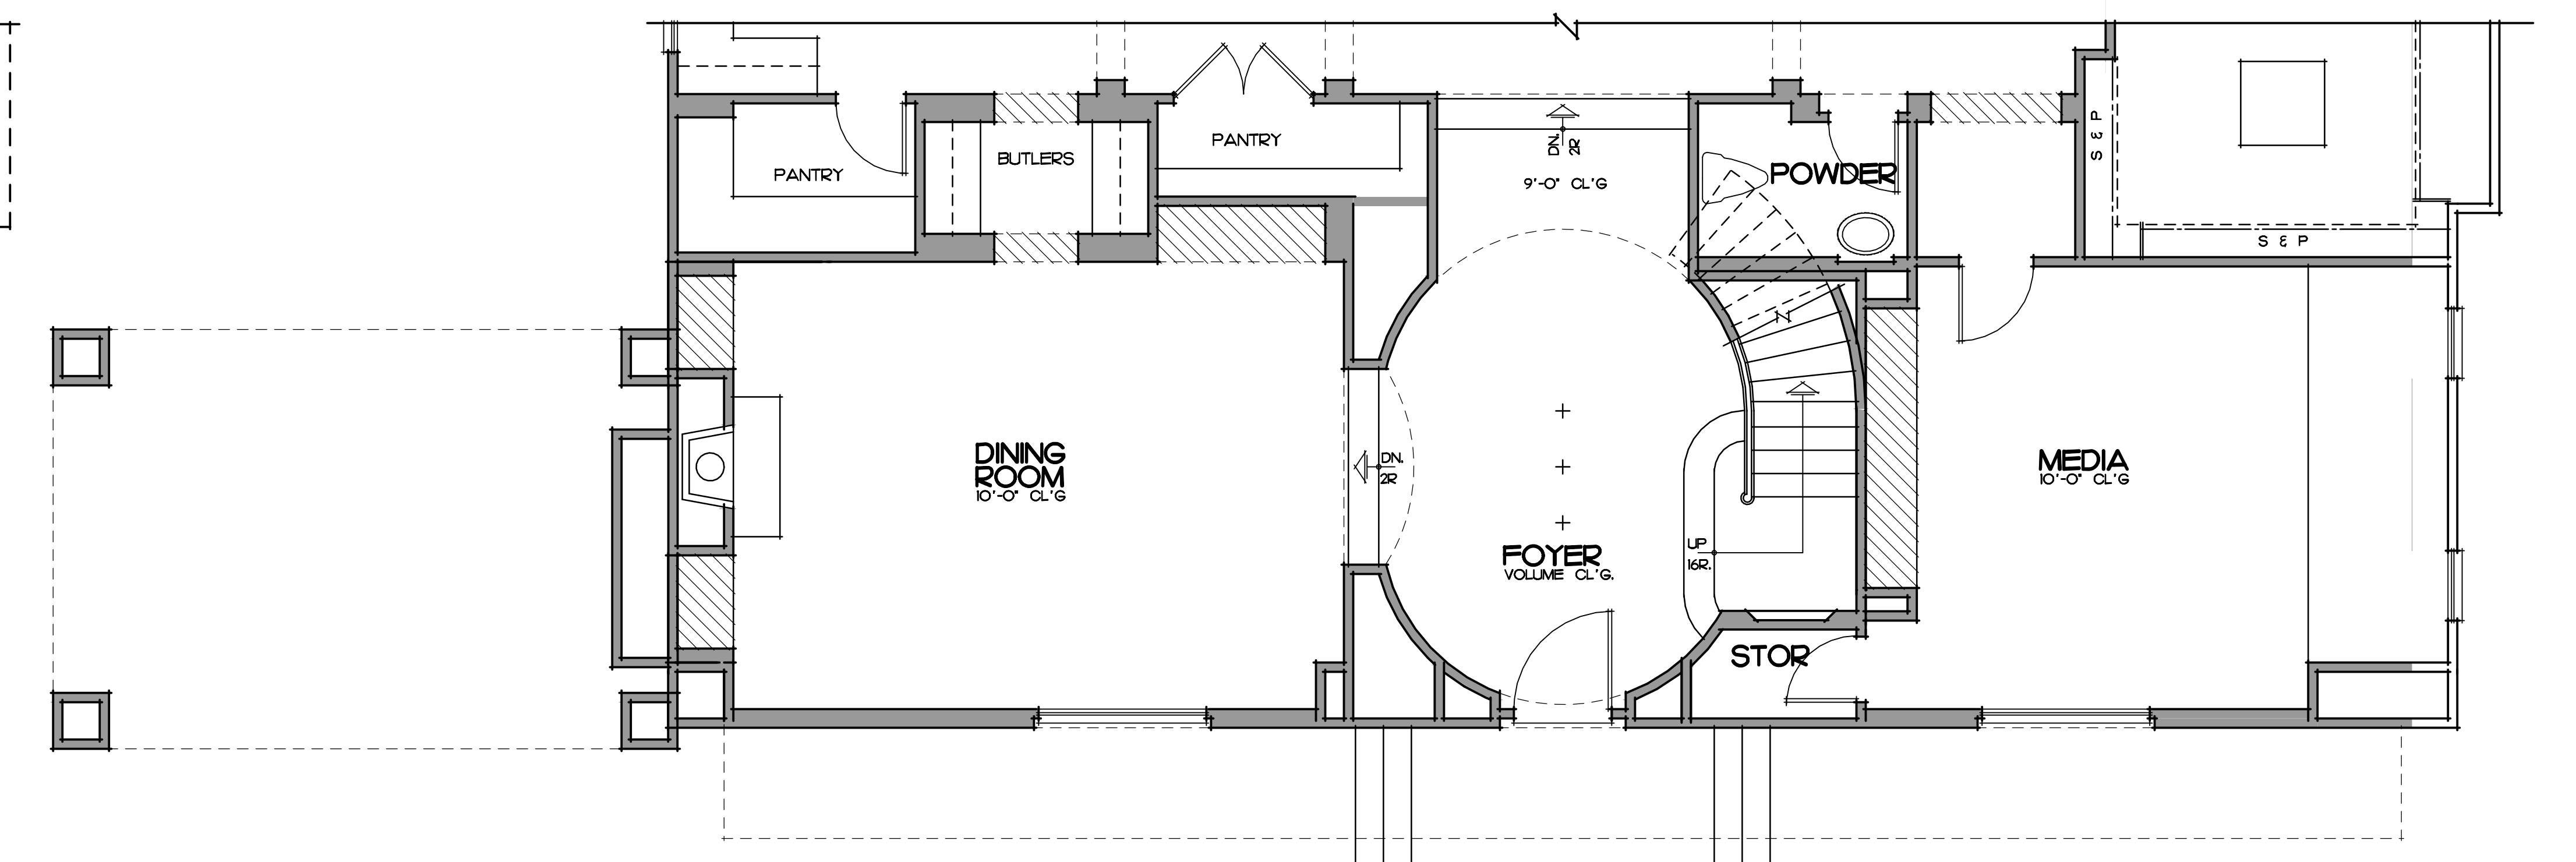 PANTRY
BUTLERS
PANTRY
DN.
2R
9'-0" CL'G
POWDER
S & P
S & P
DINING
ROOM
10'-0" CL'G
DN.
2R
FOYER
VOLUME CL'G.
UP
16R.
STOR
MEDIA
10'-0" CL'G